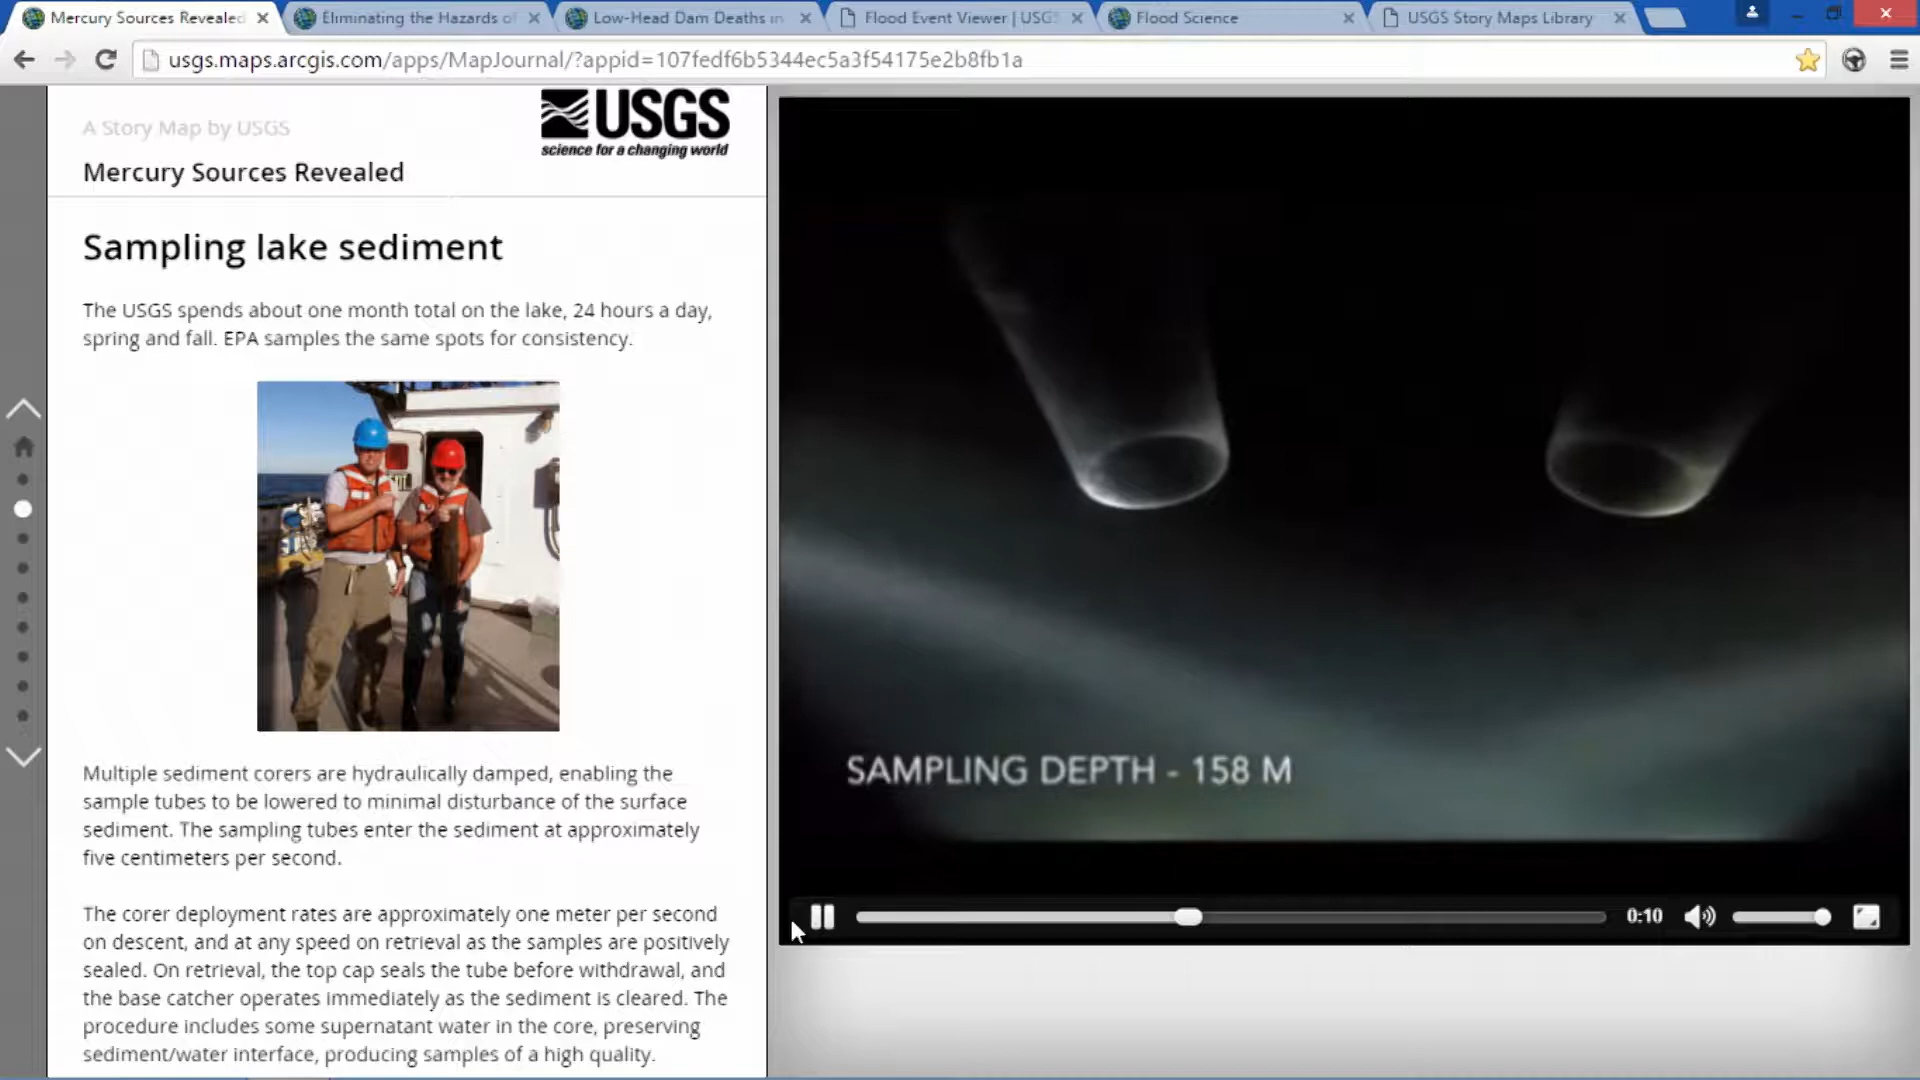 Mercury Sources Revealed
Eliminating the Hazards of
Low-Head Dam Deaths in
Flood Event Viewer | USGS
Flood Science
USGS Story Maps Library
usgs.maps.arcgis.com/apps/MapJournal/?appid=107fedf6b5344ec5a3f54175e2b8fb1a
A Story Map by USGS
USGS
science for a changing world
Mercury Sources Revealed
Sampling lake sediment
The USGS spends about one month total on the lake, 24 hours a day,
spring and fall. EPA samples the same spots for consistency.
Multiple sediment corers are hydraulically damped, enabling the
sample tubes to be lowered to minimal disturbance of the surface
sediment. The sampling tubes enter the sediment at approximately
five centimeters per second.
The corer deployment rates are approximately one meter per second
on descent, and at any speed on retrieval as the samples are positively
sealed. On retrieval, the top cap seals the tube before withdrawal, and
the base catcher operates immediately as the sediment is cleared. The
procedure includes some supernatant water in the core, preserving
sediment/water interface, producing samples of a high quality.
SAMPLING DEPTH - 158 M
0:10